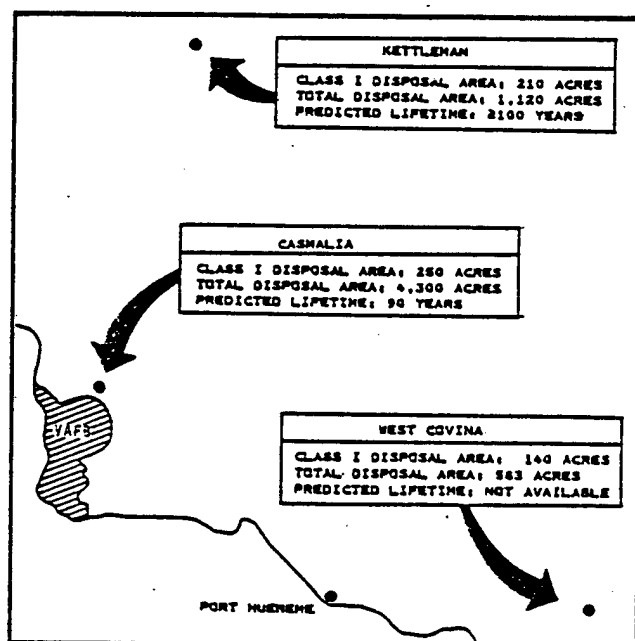 KETTLEMAN
CLASS I DISPOSAL AREA: 210 ACRES
TOTAL DISPOSAL AREA: 1,120 ACRES
PREDICTED LIFETIME: 2100 YEARS
CASMALIA
CLASS I DISPOSAL AREA: 250 ACRES
TOTAL DISPOSAL AREA: 4,300 ACRES
PREDICTED LIFETIME: 90 YEARS
VAFB
WEST COVINA
CLASS I DISPOSAL AREA: 140 ACRES
TOTAL DISPOSAL AREA: 583 ACRES
PREDICTED LIFETIME: NOT AVAILABLE
PORT HUENEME